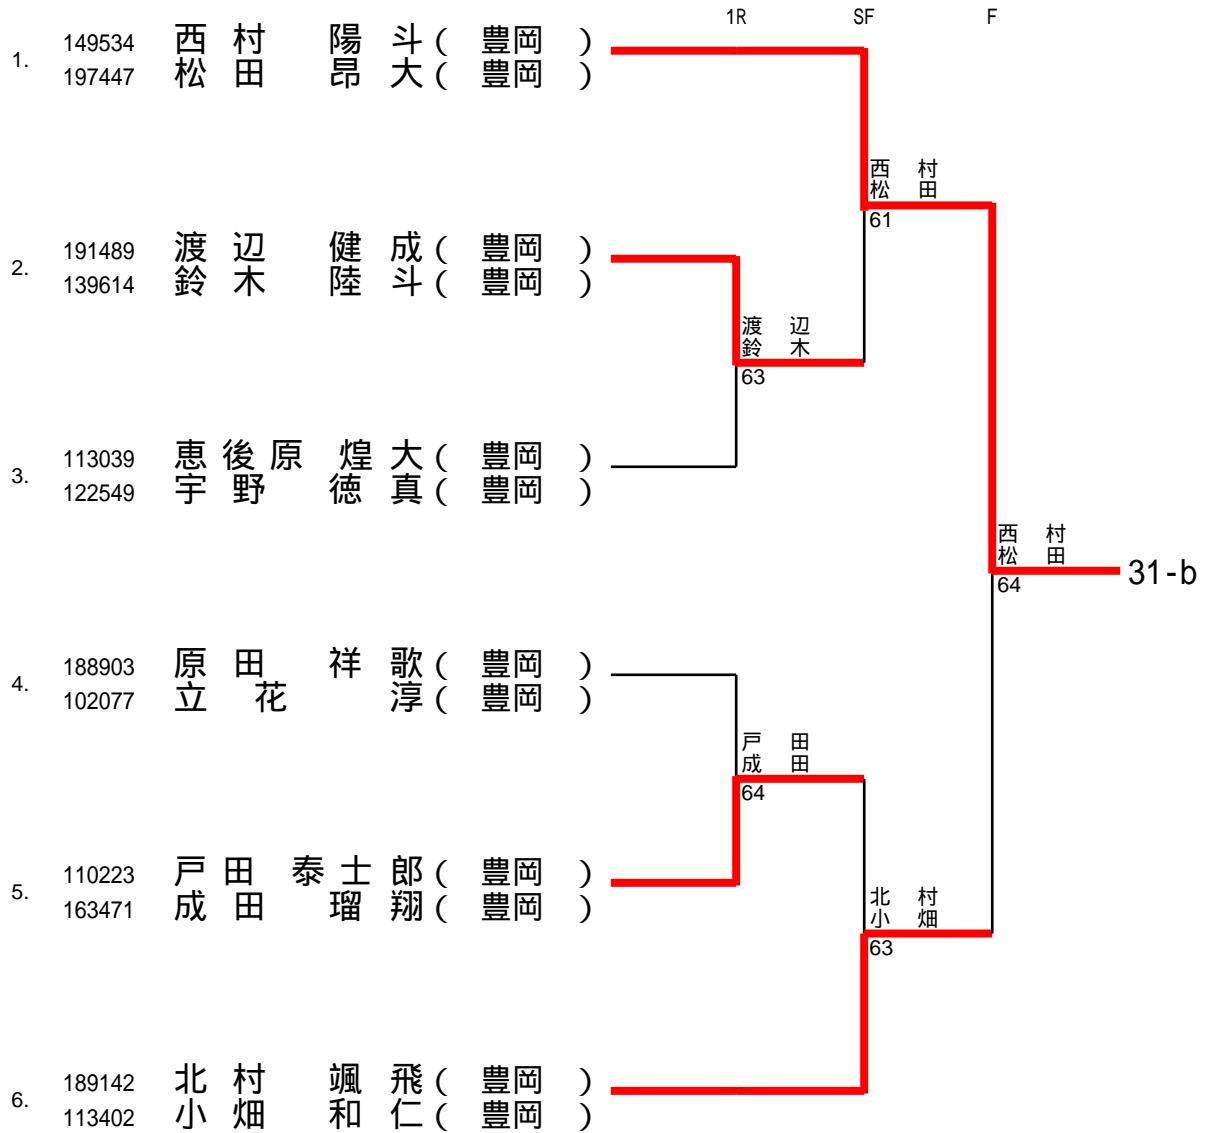 1R SF F
1. 149534 西村 陽斗 (豊岡)
197447 松田 昂大 (豊岡)
西村
松田
61
2. 191489 渡辺 健成 (豊岡)
139614 鈴木 陸斗 (豊岡)
渡辺
鈴木
63
3. 113039 恵後原 煌大 (豊岡)
122549 宇野 徳真 (豊岡)
西村
松田
64
31-b
4. 188903 原田 祥歌 (豊岡)
102077 立花 淳 (豊岡)
戸田
成田
64
5. 110223 戸田 泰士郎 (豊岡)
163471 成田 瑠翔 (豊岡)
北村
小畑
63
6. 189142 北村 颯飛 (豊岡)
113402 小畑 和仁 (豊岡)